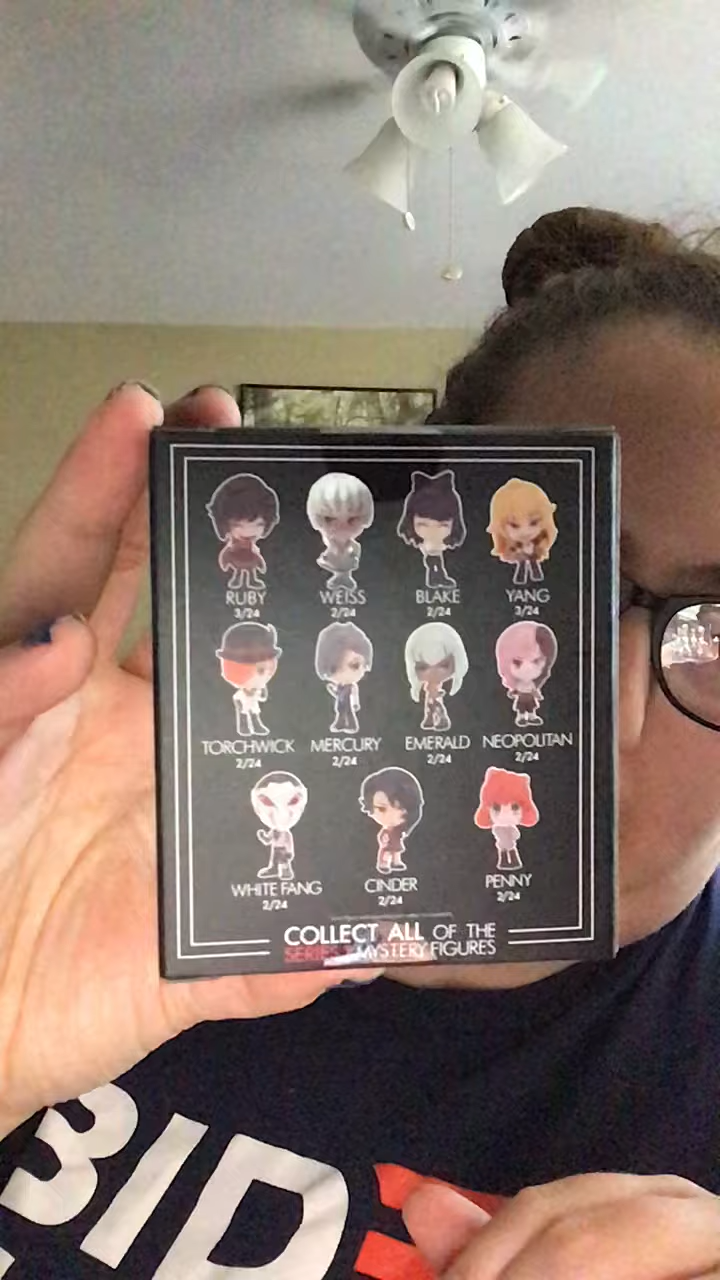 RUBY WEISS BLAKE YANG
3/24 2/24 2/24 3/24
TORCHWICK MERCURY EMERALD NEOPOLITAN
2/24 2/24 2/24 2/24
WHITE FANG CINDER PENNY
2/24 2/24 2/24
COLLECT ALL OF THE
SERIES MYSTERY FIGURES
BID